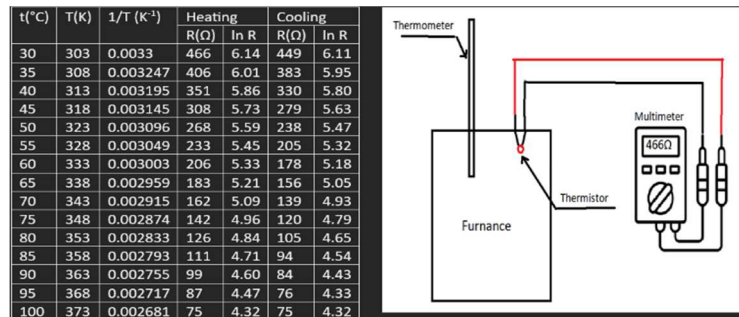 t(°C) T(K) 1/T (K⁻¹) Heating Cooling
R(Ω) ln R R(Ω) ln R
30 303 0.0033 466 6.14 449 6.11
35 308 0.003247 406 6.01 383 5.95
40 313 0.003195 351 5.86 330 5.80
45 318 0.003145 308 5.73 279 5.63
50 323 0.003096 268 5.59 238 5.47
55 328 0.003049 233 5.45 205 5.32
60 333 0.003003 206 5.33 178 5.18
65 338 0.002959 183 5.21 156 5.05
70 343 0.002915 162 5.09 139 4.93
75 348 0.002874 142 4.96 120 4.79
80 353 0.002833 126 4.84 105 4.65
85 358 0.002793 111 4.71 94 4.54
90 363 0.002755 99 4.60 84 4.43
95 368 0.002717 87 4.47 76 4.33
100 373 0.002681 75 4.32 75 4.32
Thermometer
Multimeter
466Ω
Thermistor
Furnance